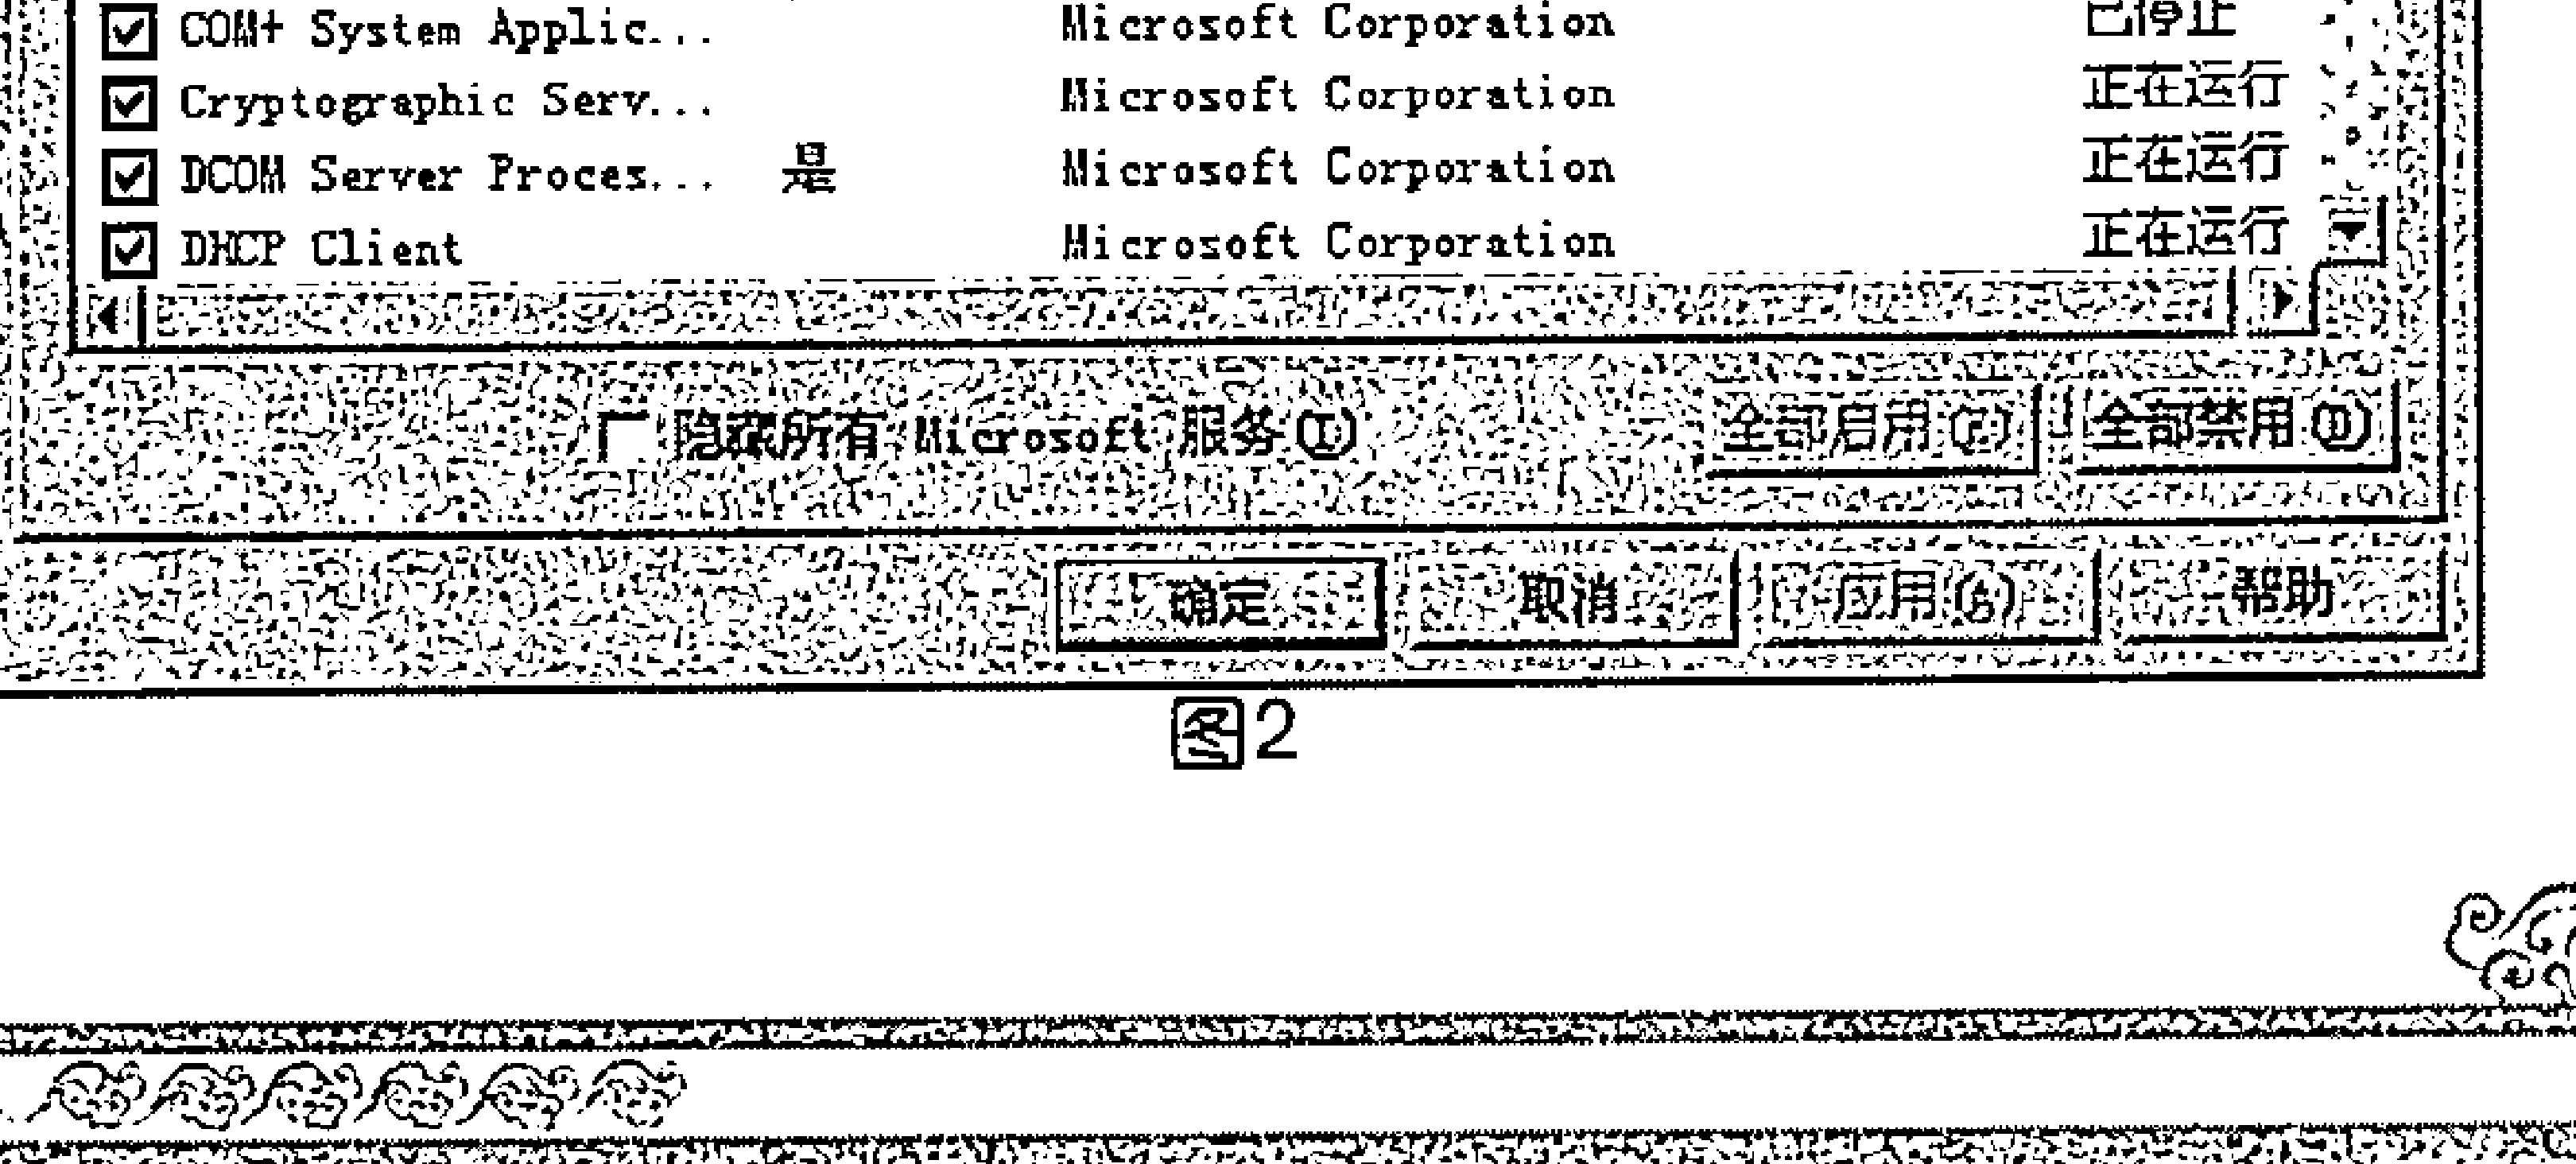 COM+ System Applic... Microsoft Corporation 已停止
Cryptographic Serv... Microsoft Corporation 正在运行
DCOM Server Proces... 是 Microsoft Corporation 正在运行
DHCP Client Microsoft Corporation 正在运行
隐藏所有 Microsoft 服务(I) 全部启用(E) 全部禁用(D)
确定 取消 应用(A) 帮助
图2